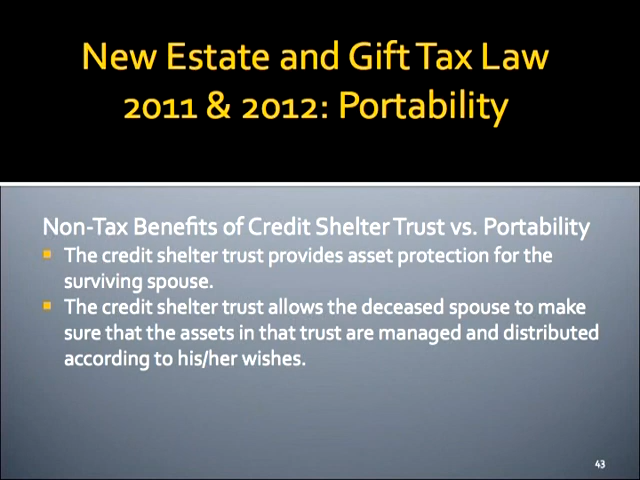 New Estate and Gift Tax Law
2011 & 2012: Portability
Non-Tax Benefits of Credit Shelter Trust vs. Portability
The credit shelter trust provides asset protection for the
surviving spouse.
The credit shelter trust allows the deceased spouse to make
sure that the assets in that trust are managed and distributed
according to his/her wishes.
43